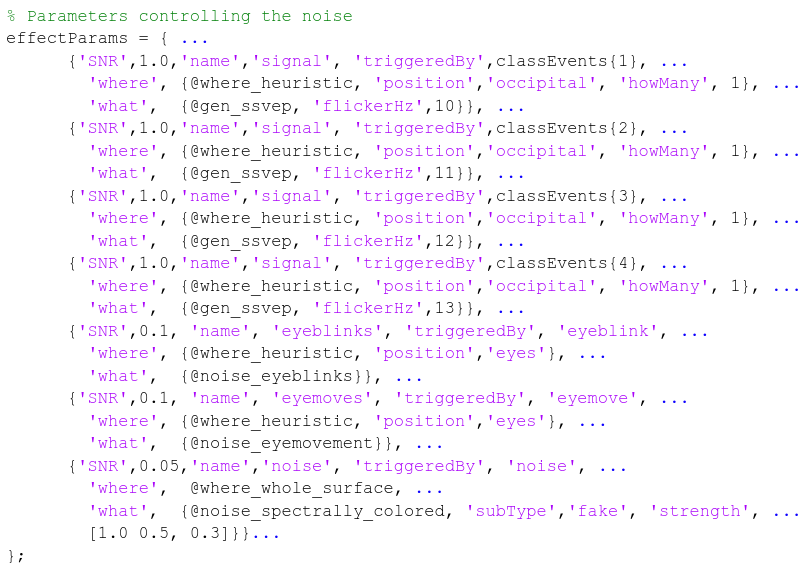 % Parameters controlling the noise
effectParams = { ...
{'SNR',1.0,'name','signal', 'triggeredBy',classEvents{1}, ...
'where', {@where_heuristic, 'position','occipital', 'howMany', 1}, ...
'what',  {@gen_ssvep, 'flickerHz',10}}, ...
{'SNR',1.0,'name','signal', 'triggeredBy',classEvents{2}, ...
'where', {@where_heuristic, 'position','occipital', 'howMany', 1}, ...
'what',  {@gen_ssvep, 'flickerHz',11}}, ...
{'SNR',1.0,'name','signal', 'triggeredBy',classEvents{3}, ...
'where', {@where_heuristic, 'position','occipital', 'howMany', 1}, ...
'what',  {@gen_ssvep, 'flickerHz',12}}, ...
{'SNR',1.0,'name','signal', 'triggeredBy',classEvents{4}, ...
'where', {@where_heuristic, 'position','occipital', 'howMany', 1}, ...
'what',  {@gen_ssvep, 'flickerHz',13}}, ...
{'SNR',0.1, 'name', 'eyeblinks', 'triggeredBy', 'eyeblink', ...
'where', {@where_heuristic, 'position','eyes'}, ...
'what',  {@noise_eyeblinks}}, ...
{'SNR',0.1, 'name', 'eyemoves', 'triggeredBy', 'eyemove', ...
'where', {@where_heuristic, 'position','eyes'}, ...
'what',  {@noise_eyemovement}}, ...
{'SNR',0.05,'name','noise', 'triggeredBy', 'noise', ...
'where',  @where_whole_surface, ...
'what',  {@noise_spectrally_colored, 'subType','fake', 'strength', ...
[1.0 0.5, 0.3]}}...
};